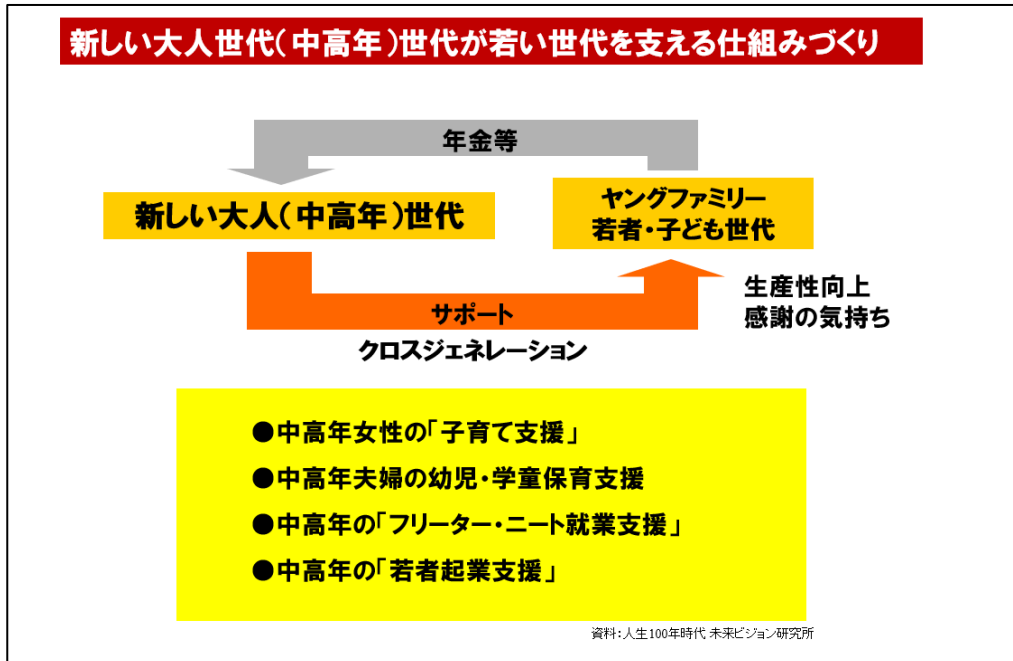 新しい大人世代（中高年）世代が若い世代を支える仕組みづくり
年金等
新しい大人（中高年）世代
ヤングファミリー
若者・子ども世代
生産性向上
感謝の気持ち
サポート
クロスジェネレーション
●中高年女性の「子育て支援」
●中高年夫婦の幼児・学童保育支援
●中高年の「フリーター・ニート就業支援」
●中高年の「若者起業支援」
資料：人生100年時代 未来ビジョン研究所